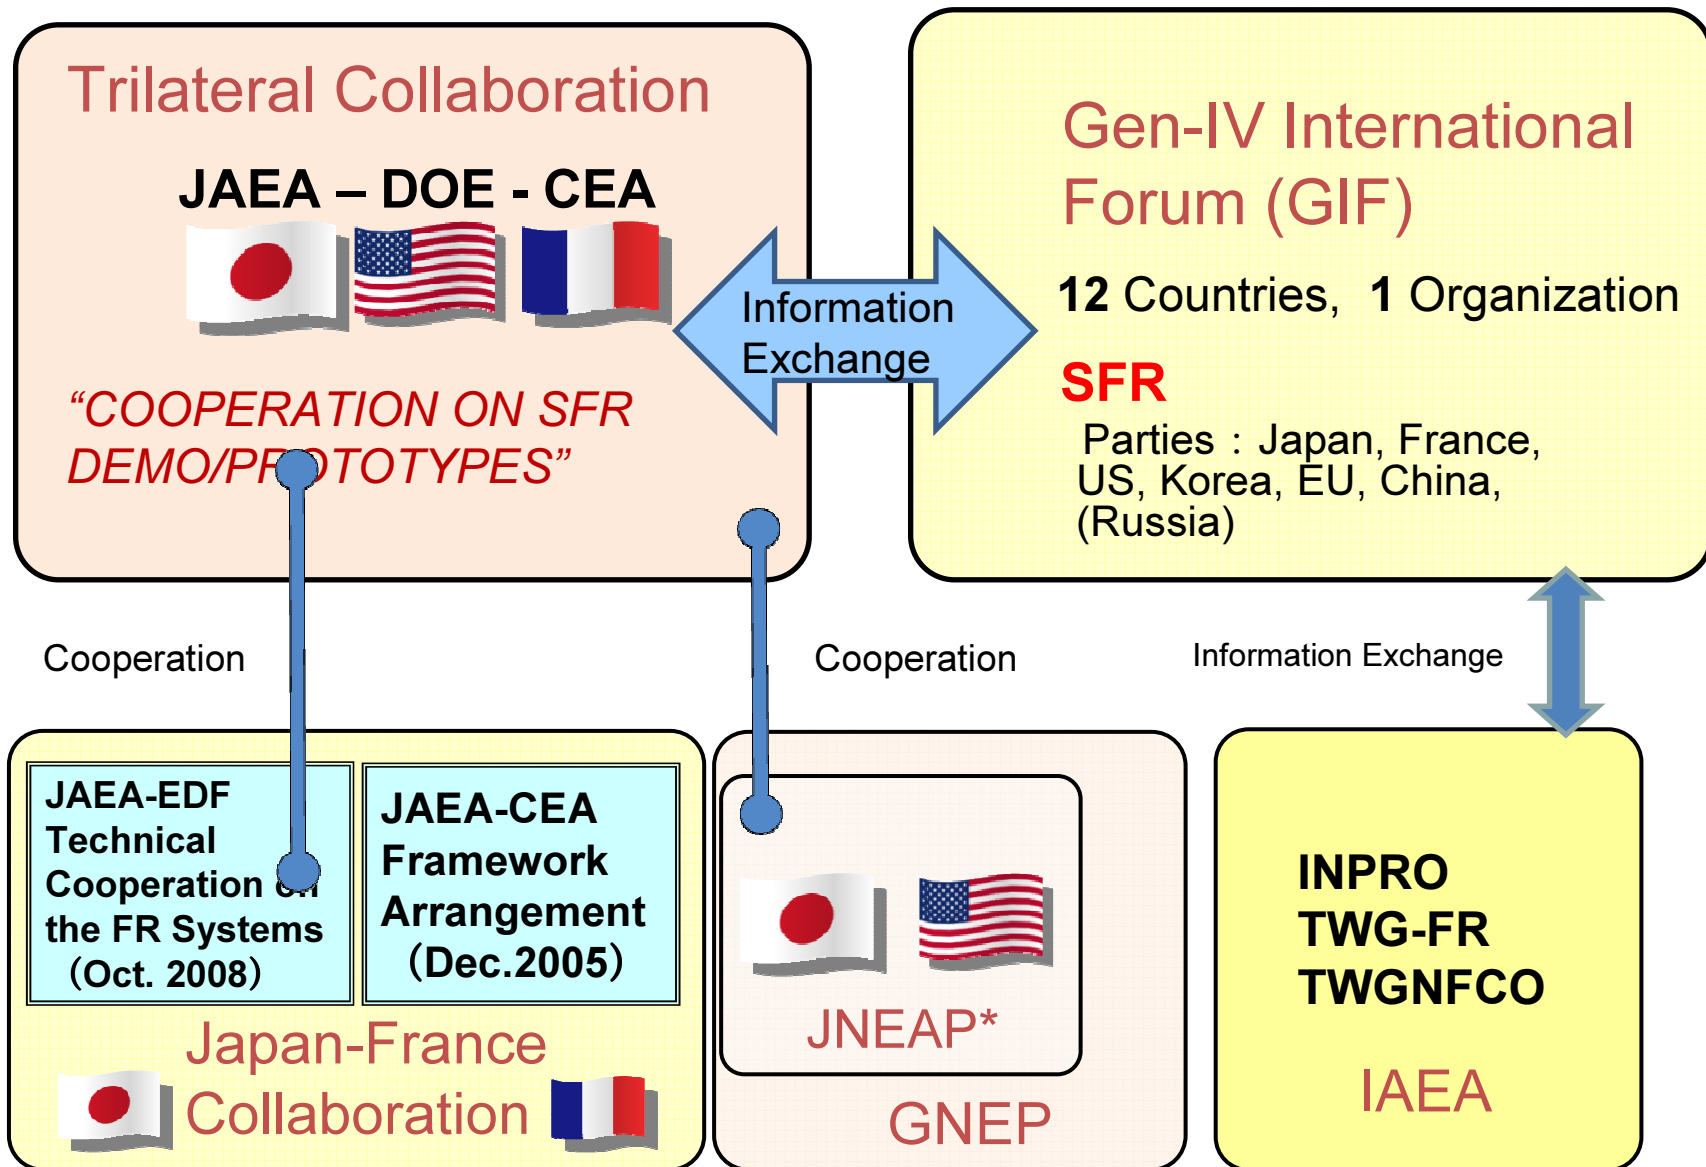 Trilateral Collaboration
JAEA – DOE - CEA
“COOPERATION ON SFR
DEMO/PROTOTYPES”
Information
Exchange
Gen-IV International
Forum (GIF)
12 Countries, 1 Organization
SFR
Parties : Japan, France,
US, Korea, EU, China,
(Russia)
Cooperation
Cooperation
Information Exchange
JAEA-EDF
Technical
Cooperation on
the FR Systems
（Oct. 2008）
JAEA-CEA
Framework
Arrangement
（Dec.2005）
Japan-France
Collaboration
JNEAP*
GNEP
INPRO
TWG-FR
TWGNFCO
IAEA